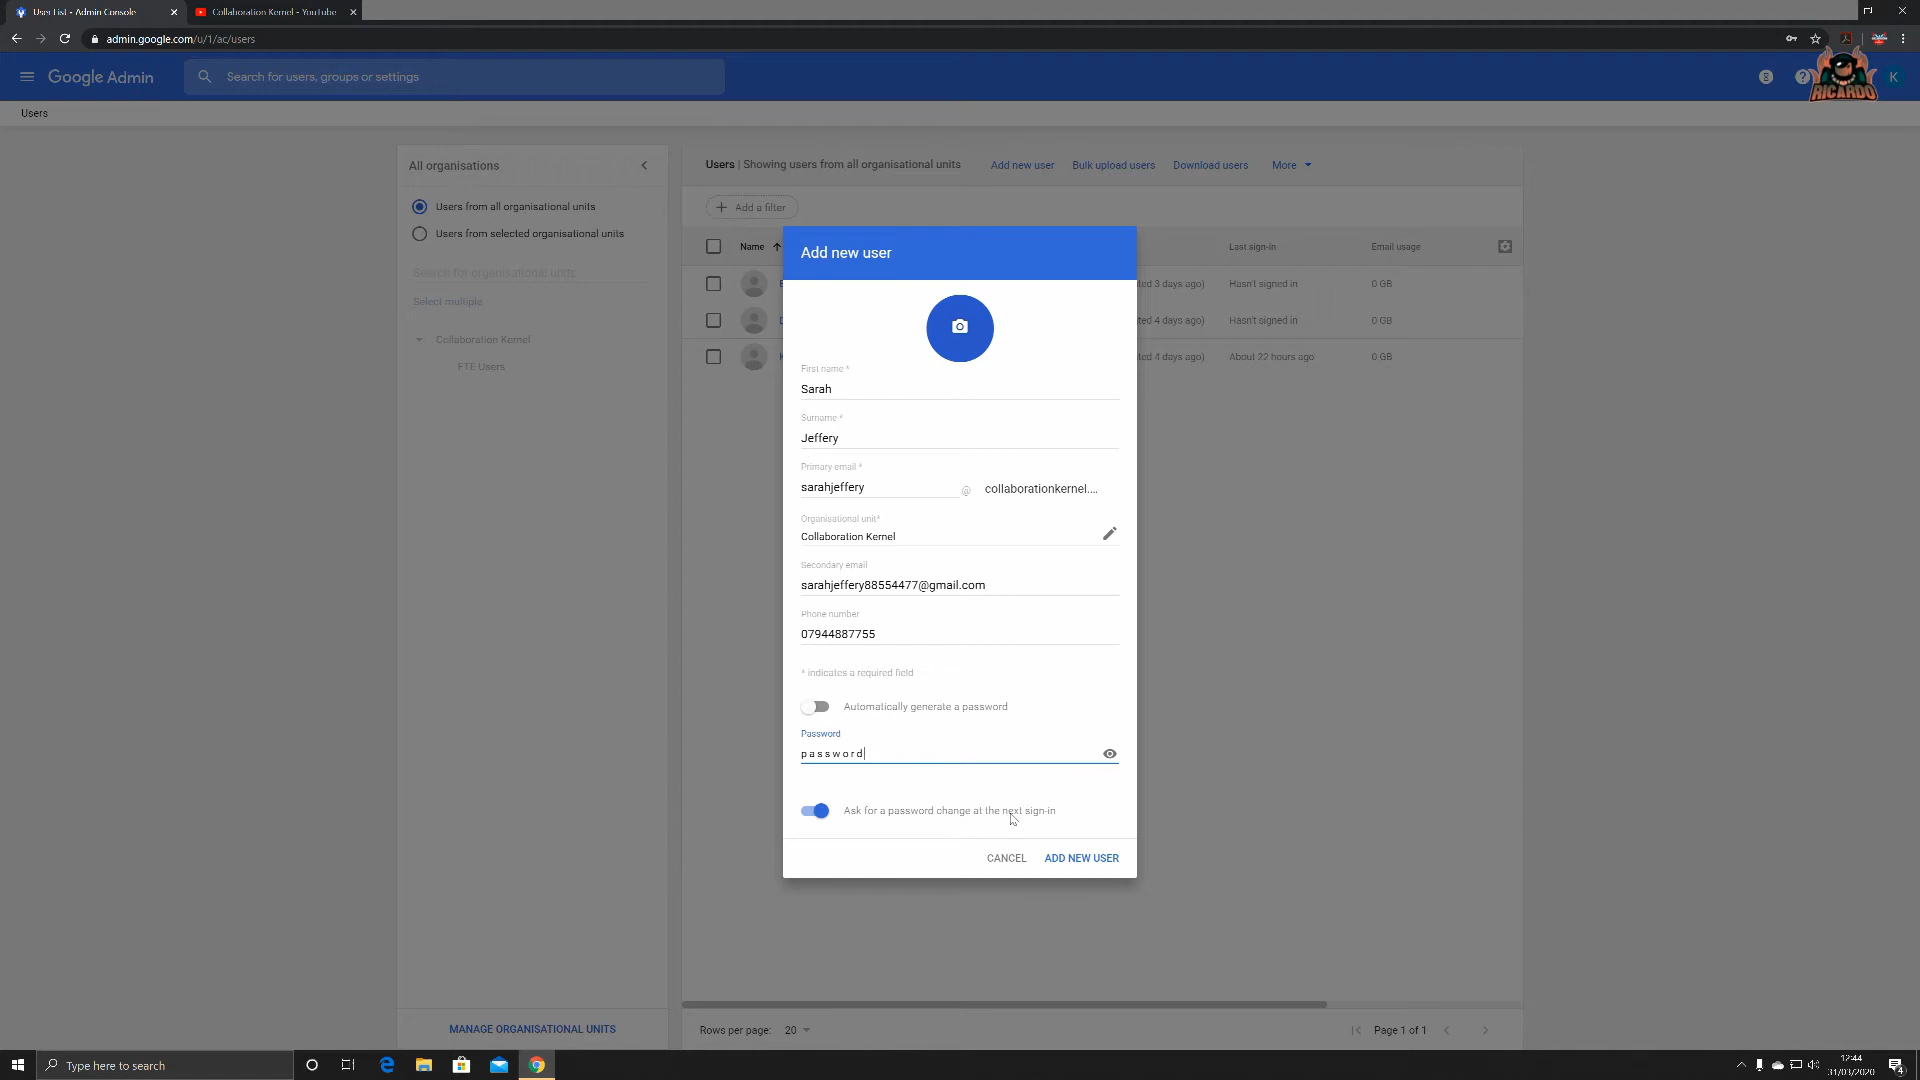 User List - Admin Console
Collaboration Kernel - YouTube
admin.google.com/u/1/ac/users
Google Admin
Search for users, groups or settings
8
?
K
RICARDO
Users
All organisations
Users from all organisational units
Users from selected organisational units
Search for organisational units
Select multiple
Collaboration Kernel
FTE Users
MANAGE ORGANISATIONAL UNITS
Users | Showing users from all organisational units
Add new user
Bulk upload users
Download users
More
Add a filter
Name
Last sign-in
Email usage
ted 3 days ago)
Hasn't signed in
0 GB
ted 4 days ago)
Hasn't signed in
0 GB
ted 4 days ago)
About 22 hours ago
0 GB
Add new user
First name *
Sarah
Surname *
Jeffery
Primary email *
sarahjeffery
@
collaborationkernel....
Organisational unit*
Collaboration Kernel
Secondary email
sarahjeffery88554477@gmail.com
Phone number
07944887755
* indicates a required field
Automatically generate a password
Password
password
Ask for a password change at the next sign-in
CANCEL
ADD NEW USER
Rows per page: 20
Page 1 of 1
Type here to search
12:44
31/03/2020
4